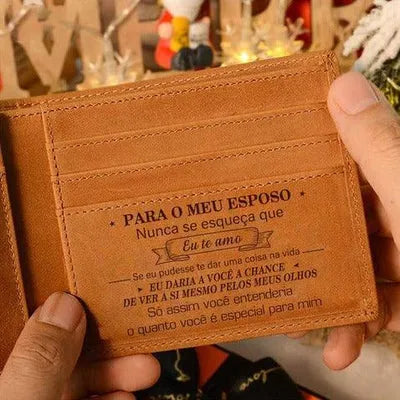 PARA O MEU ESPOSO
Nunca se esqueça que
Eu te amo
Se eu pudesse te dar uma coisa na vida
EU DARIA A VOCÊ A CHANCE
DE VER A SI MESMO PELOS MEUS OLHOS
Só assim você entenderia
o quanto você é especial para mim